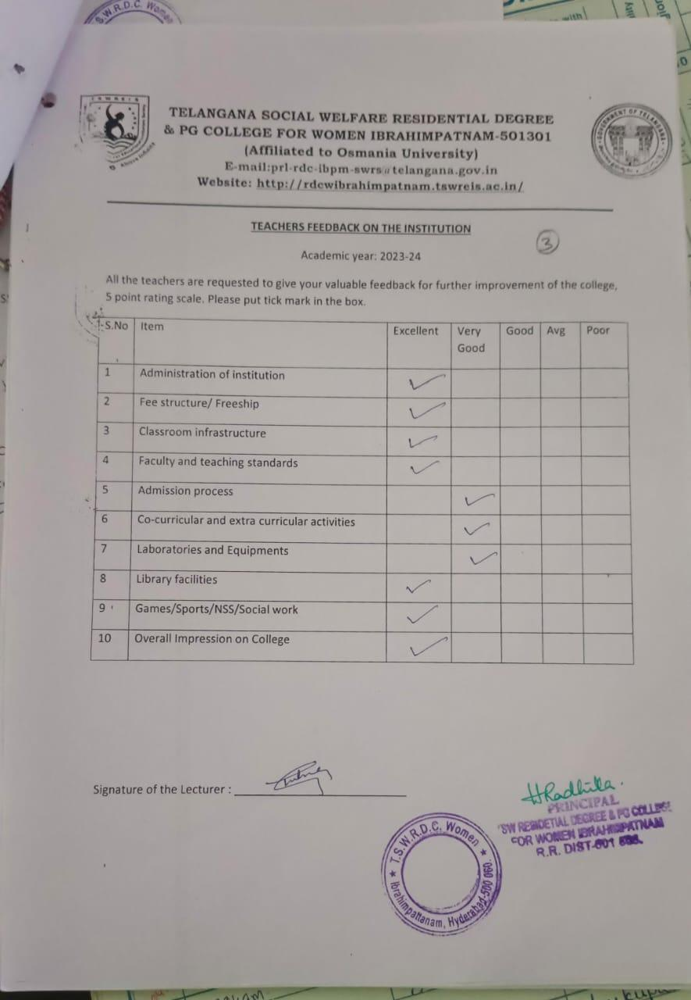 S.W.R.D.C. Women
with
TSWREIS
GOVERNMENT OF TELANGANA
TELANGANA SOCIAL WELFARE RESIDENTIAL DEGREE
& PG COLLEGE FOR WOMEN IBRAHIMPATNAM-501301
(Affiliated to Osmania University)
E-mail:prl-rdc-ibpm-swrs@telangana.gov.in
Website: http://rdcwibrahimpatnam.tswreis.ac.in/
TEACHERS FEEDBACK ON THE INSTITUTION
3
Academic year: 2023-24
All the teachers are requested to give your valuable feedback for further improvement of the college,
5 point rating scale. Please put tick mark in the box.
S.No Item Excellent Very Good Good Avg Poor
1 Administration of institution ✓
2 Fee structure/ Freeship ✓
3 Classroom infrastructure ✓
4 Faculty and teaching standards ✓
5 Admission process ✓
6 Co-curricular and extra curricular activities ✓
7 Laboratories and Equipments ✓
8 Library facilities ✓
9 Games/Sports/NSS/Social work ✓
10 Overall Impression on College ✓
Signature of the Lecturer :
HRadhika.
PRINCIPAL
SW RESIDETIAL DEGREE & PG COLLEGE
FOR WOMEN IBRAHIMPATNAM
R.R. DIST-501
★ T.S.W.R.D.C. Women ★
Ibrahimpattanam, Hyderabad-500 060.